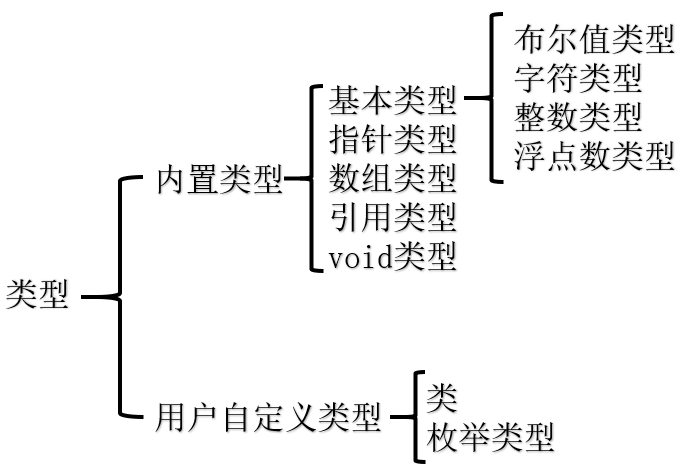 类型
内置类型
基本类型
布尔值类型
字符类型
整数类型
浮点数类型
指针类型
数组类型
引用类型
void类型
用户自定义类型
类
枚举类型